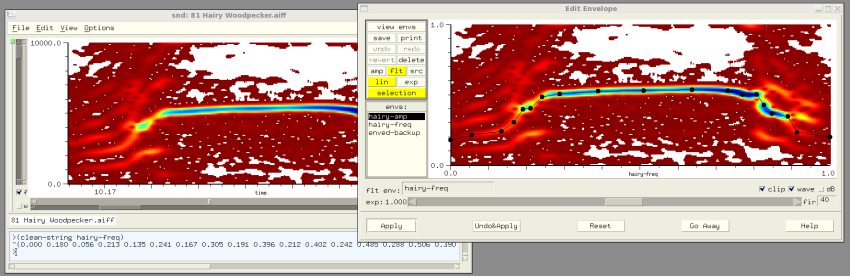 snd: 81 Hairy Woodpecker.aiff
File Edit View Options
10000.0
0.0
10.17
time
f
w
81 Hairy Woodpecker.aiff
>(clean-string hairy-freq)
"(0.000 0.180 0.056 0.213 0.135 0.241 0.167 0.305 0.191 0.396 0.212 0.402 0.242 0.485 0.288 0.506 0.390
>
Edit Envelope
view envs
save print
undo redo
revert delete
amp flt src
lin exp
selection
envs:
hairy-amp
hairy-freq
enved-backup
1.0
0.0
0.0
hairy-freq
1.0
flt env: hairy-freq
clip wave dB
exp: 1.000
fir 40
Apply Undo&Apply Reset Go Away Help